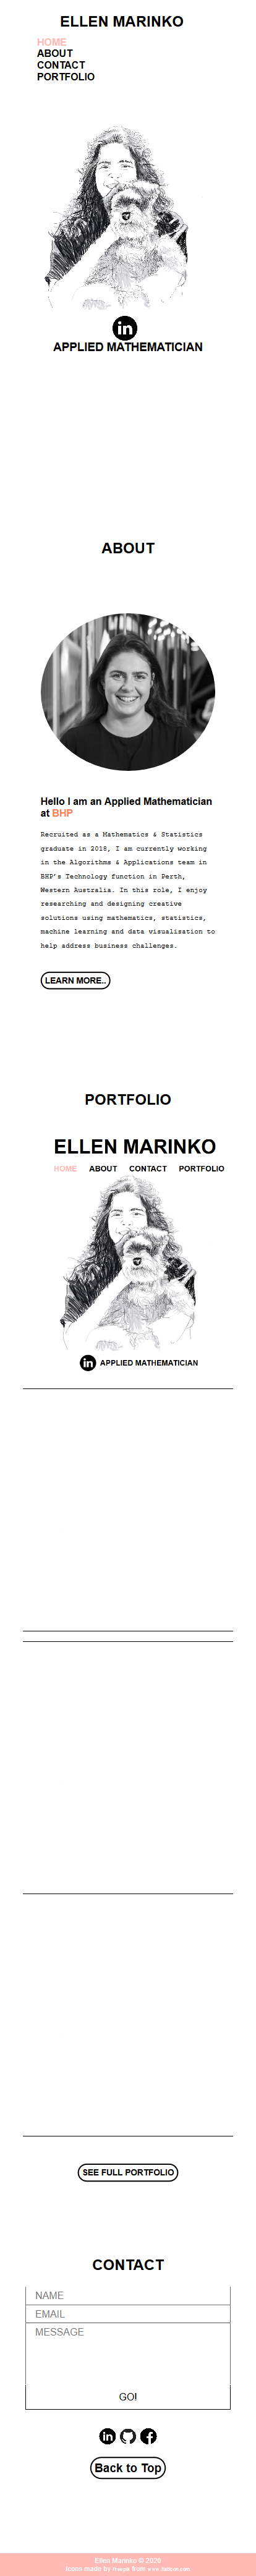 ELLEN MARINKO
HOME
ABOUT
CONTACT
PORTFOLIO
in
APPLIED MATHEMATICIAN
ABOUT
Hello I am an Applied Mathematician
at BHP
Recruited as a Mathematics & Statistics
graduate in 2018, I am currently working
in the Algorithms & Applications team in
BHP's Technology function in Perth,
Western Australia. In this role, I enjoy
researching and designing creative
solutions using mathematics, statistics,
machine learning and data visualisation to
help address business challenges.
LEARN MORE..
PORTFOLIO
ELLEN MARINKO
HOME ABOUT CONTACT PORTFOLIO
in APPLIED MATHEMATICIAN
SEE FULL PORTFOLIO
CONTACT
NAME
EMAIL
MESSAGE
GO!
in f
Back to Top
Ellen Marinko © 2020
Icons made by Freepik from www.flaticon.com